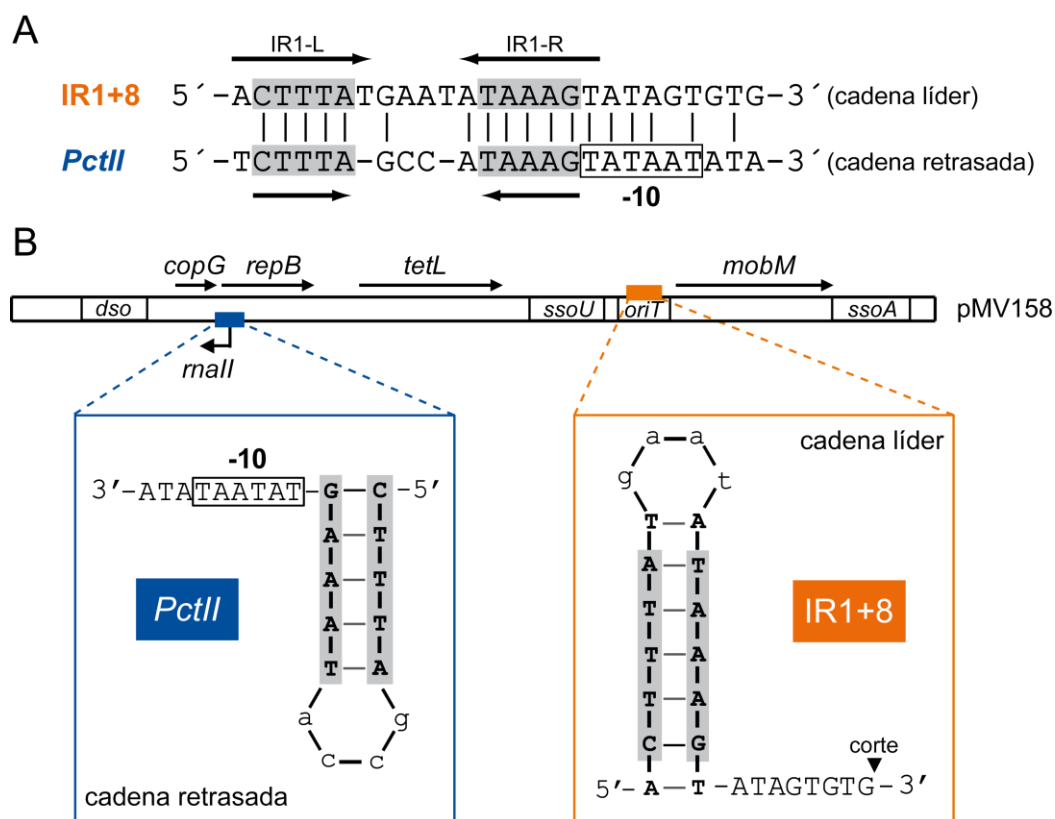 A
IR1-L IR1-R
IR1+8 5´-ACTTTATGAATATAAAGTATAGTGTG-3´(cadena líder)
PctII 5´-TCTTTA-GCC-ATAAAGTATAATATA-3´(cadena retrasada)
-10
B
copG repB tetL mobM
dso ssoU oriT ssoA pMV158
rnaII
-10
3′-ATATAATAT-G-C-5′
A-T
A-T
A-T
T-A
a g
c-c
PctII
cadena retrasada
cadena líder
a-a
g t
T-A
A-T
T-A
T-A
T-A
C-G
5′-A T-ATAGTGTG-3′
corte
IR1+8